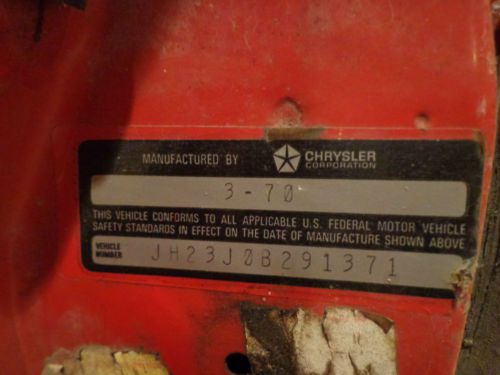 MANUFACTURED BY CHRYSLER
CORPORATION
3-70
THIS VEHICLE CONFORMS TO ALL APPLICABLE U.S. FEDERAL MOTOR VEHICLE
SAFETY STANDARDS IN EFFECT ON THE DATE OF MANUFACTURE SHOWN ABOVE
VEHICLE
NUMBER
JH23J0B291371